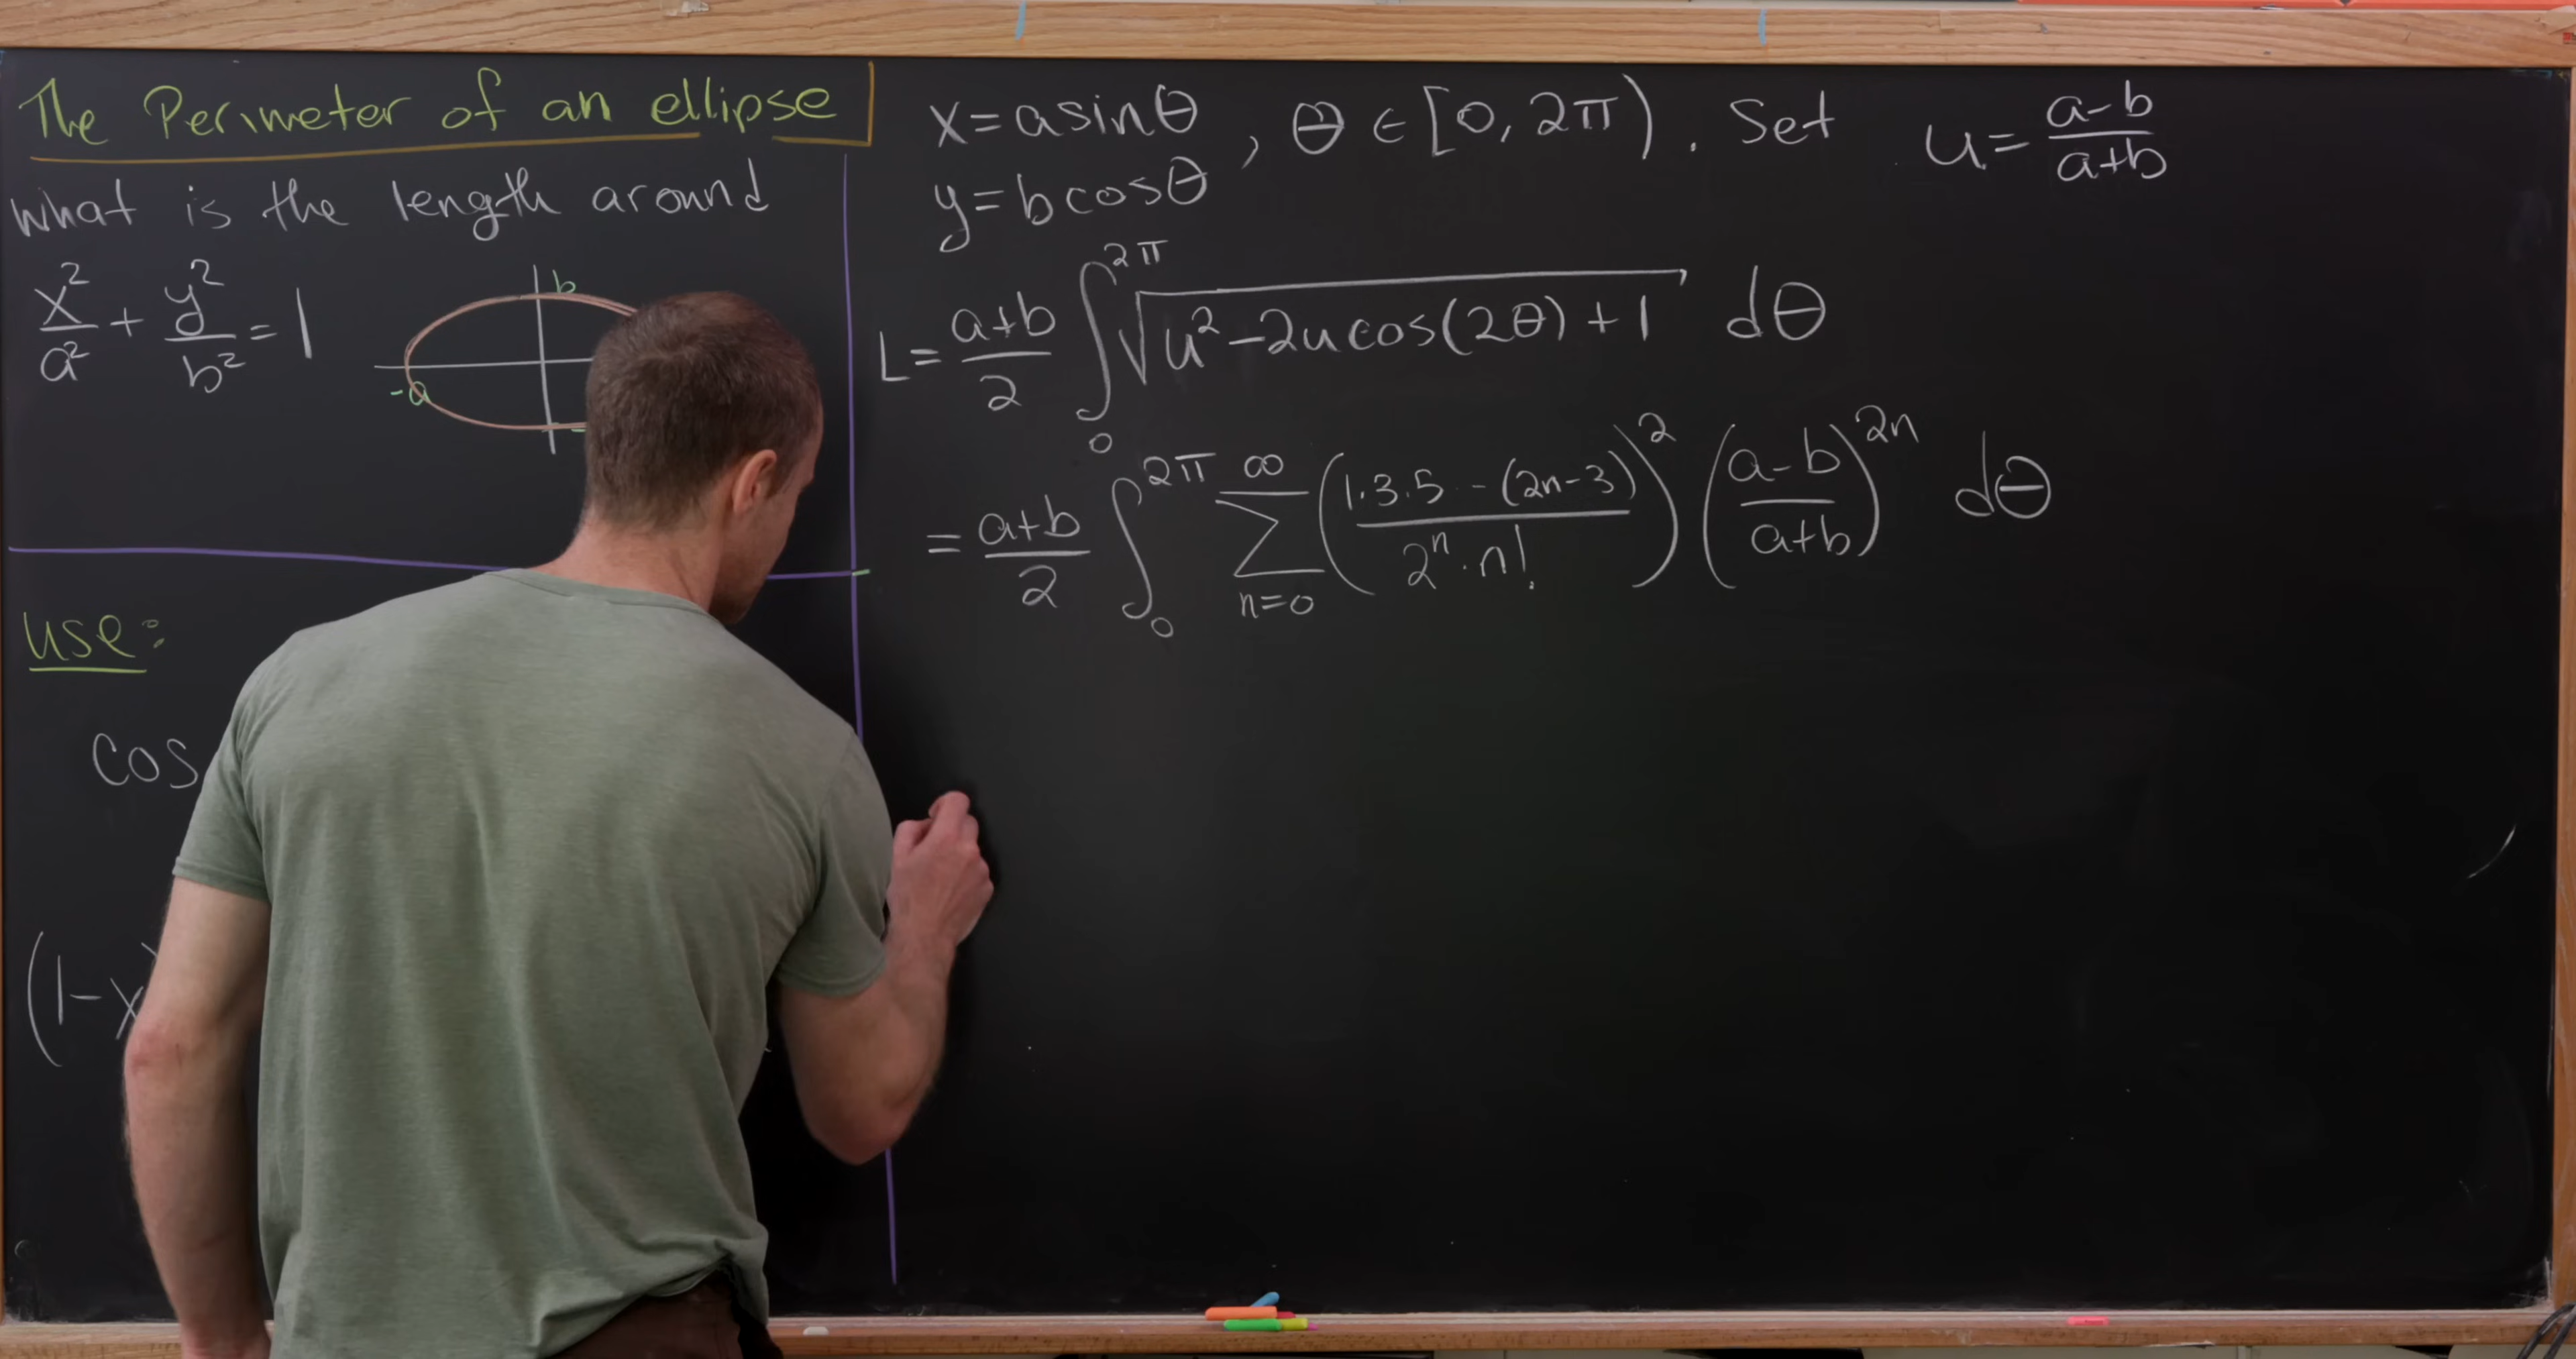 The Perimeter of an ellipse
What is the length around
x²/a² + y²/b² = 1
b
-a
use:
cos
(1-x
x = a sinθ
y = b cosθ
, θ ∈ [0, 2π). Set u = (a-b)/(a+b)
L = (a+b)/2 ∫₀^{2π} √(u² - 2u cos(2θ) + 1) dθ
= (a+b)/2 ∫₀^{2π} ∑_{n=0}^{∞} ((1·3·5 -- (2n-3))/(2ⁿ·n!))² ((a-b)/(a+b))^{2n} dθ